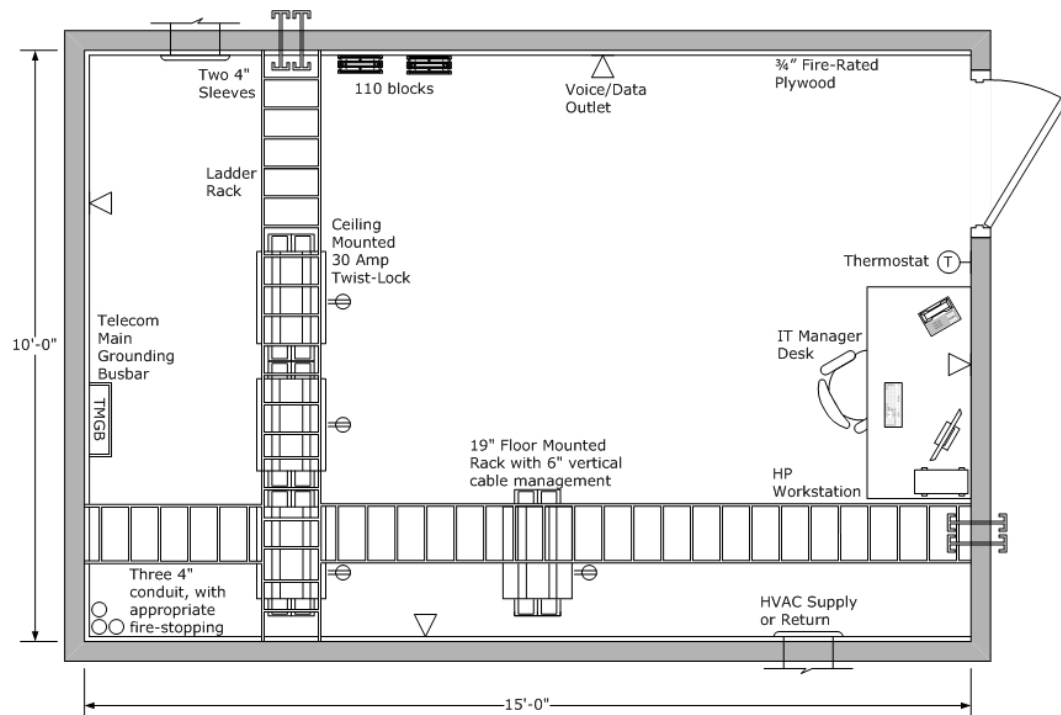 Two 4"
Sleeves
110 blocks
Voice/Data
Outlet
¾" Fire-Rated
Plywood
Ladder
Rack
Ceiling
Mounted
30 Amp
Twist-Lock
Thermostat
T
Telecom
Main
Grounding
Busbar
10'-0"
IT Manager
Desk
TMGB
19" Floor Mounted
Rack with 6" vertical
cable management
HP
Workstation
Three 4"
conduit, with
appropriate
fire-stopping
HVAC Supply
or Return
15'-0"